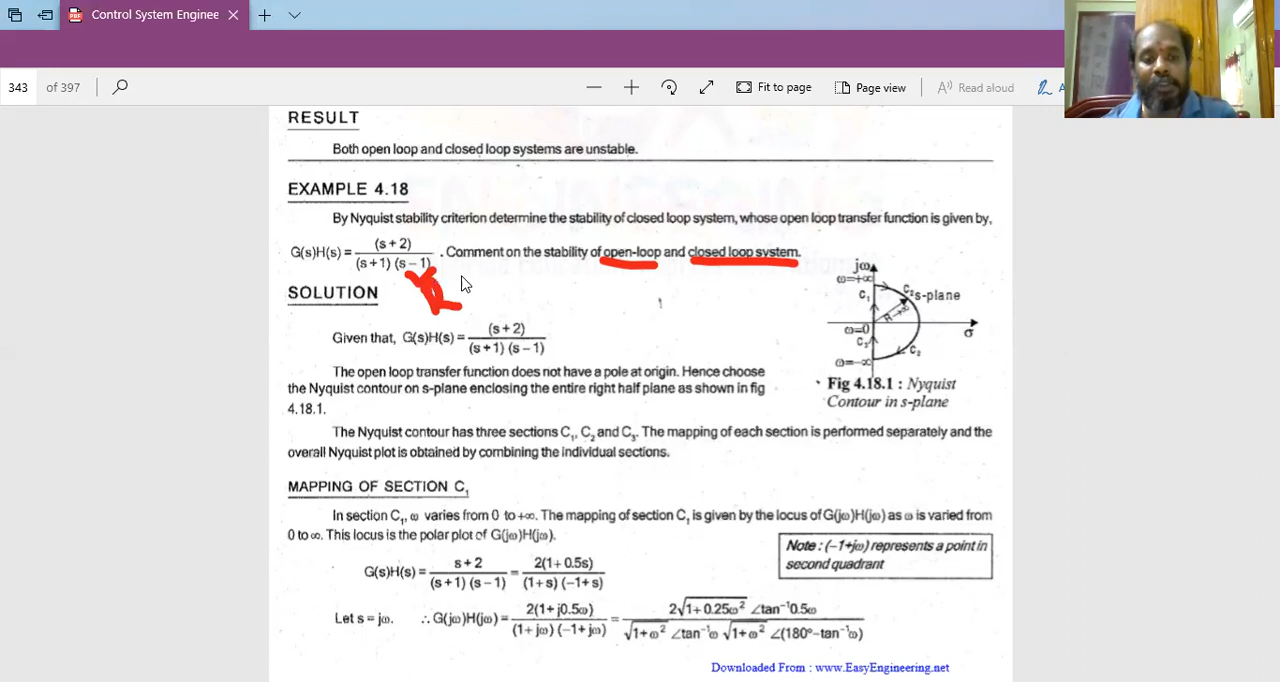 Control System Enginee
343 of 397
Fit to page
Page view
Read aloud
RESULT
Both open loop and closed loop systems are unstable.
EXAMPLE 4.18
By Nyquist stability criterion determine the stability of closed loop system, whose open loop transfer function is given by,
G(s)H(s) = (s + 2) / (s + 1) (s − 1) . Comment on the stability of open-loop and closed loop system.
SOLUTION
Given that, G(s)H(s) = (s + 2) / (s + 1) (s − 1)
The open loop transfer function does not have a pole at origin. Hence choose
the Nyquist contour on s-plane enclosing the entire right half plane as shown in fig
4.18.1.
jω
ω=+∞
C₁
C₂
s-plane
R→∞
ω=0
σ
C₃
C₂
ω=−∞
Fig 4.18.1 : Nyquist
Contour in s-plane
The Nyquist contour has three sections C₁, C₂ and C₃. The mapping of each section is performed separately and the
overall Nyquist plot is obtained by combining the individual sections.
MAPPING OF SECTION C₁
In section C₁, ω varies from 0 to +∞. The mapping of section C₁ is given by the locus of G(jω)H(jω) as ω is varied from
0 to ∞. This locus is the polar plot of G(jω)H(jω).
Note : (−1+jω) represents a point in
second quadrant
G(s)H(s) = s + 2 / (s + 1) (s − 1) = 2(1 + 0.5s) / (1 + s) (−1 + s)
Let s = jω. ∴ G(jω)H(jω) = 2(1 + j0.5ω) / (1 + jω) (−1 + jω) = 2√1 + 0.25ω² ∠tan⁻¹0.5ω / √1 + ω² ∠tan⁻¹ω √1 + ω² ∠(180°−tan⁻¹ω)
Downloaded From : www.EasyEngineering.net